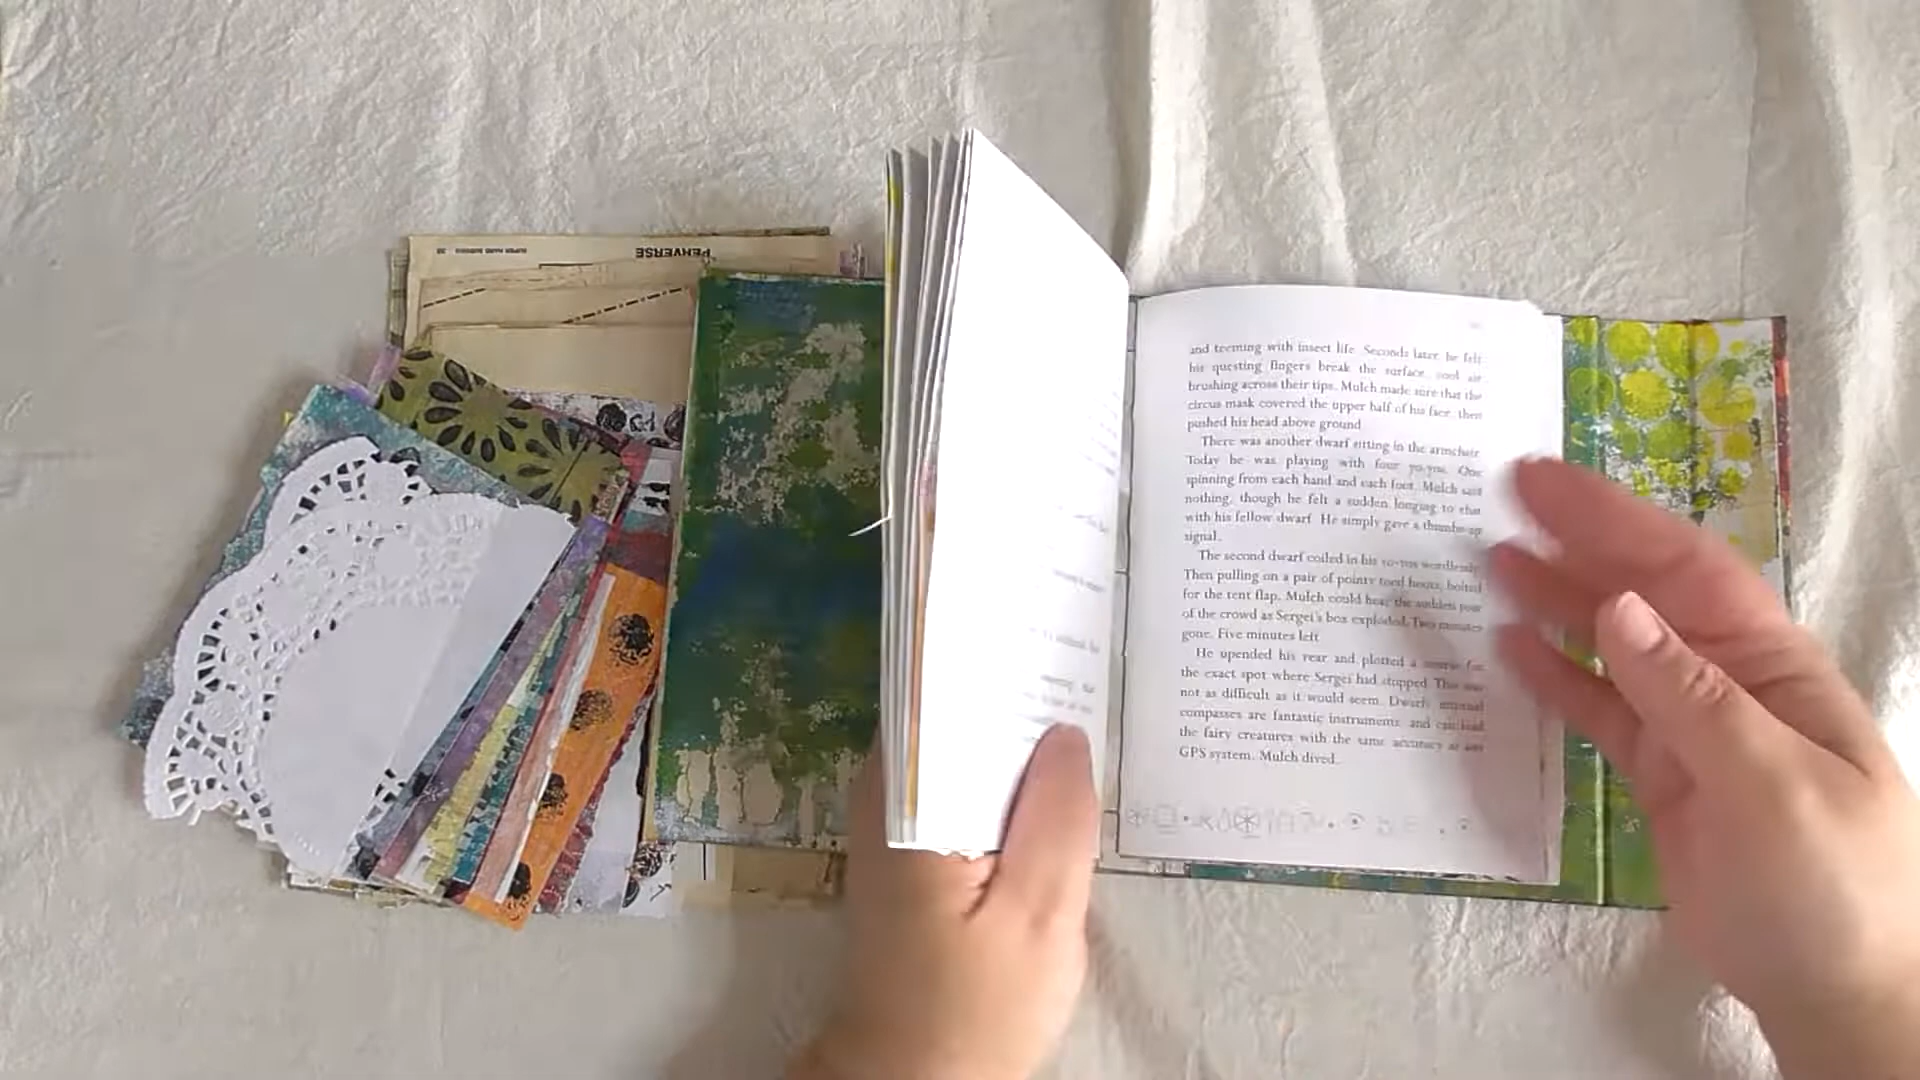 PERVERSE
and teeming with insect life. Seconds later, he felt
his questing fingers break the surface, cool air
brushing across their tips. Mulch made sure that the
circus mask covered the upper half of his face, then
pushed his head above ground
There was another dwarf sitting in the armchair.
Today he was playing with four yo-yos. One
spinning from each hand and each foot. Mulch said
nothing, though he felt a sudden longing to chat
with his fellow dwarf. He simply gave a thumbs-up
signal.
The second dwarf coiled in his yo-yos wordlessly.
Then pulling on a pair of pointy toed boots, bolted
for the tent flap. Mulch could hear the sudden roar
of the crowd as Sergei's box exploded. Two minutes
gone. Five minutes left
He upended his rear and plotted a course for
the exact spot where Sergei had stopped. This was
not as difficult as it would seem. Dwarfs' internal
compasses are fantastic instruments, and can lead
the fairy creatures with the same accuracy as any
GPS system. Mulch dived.